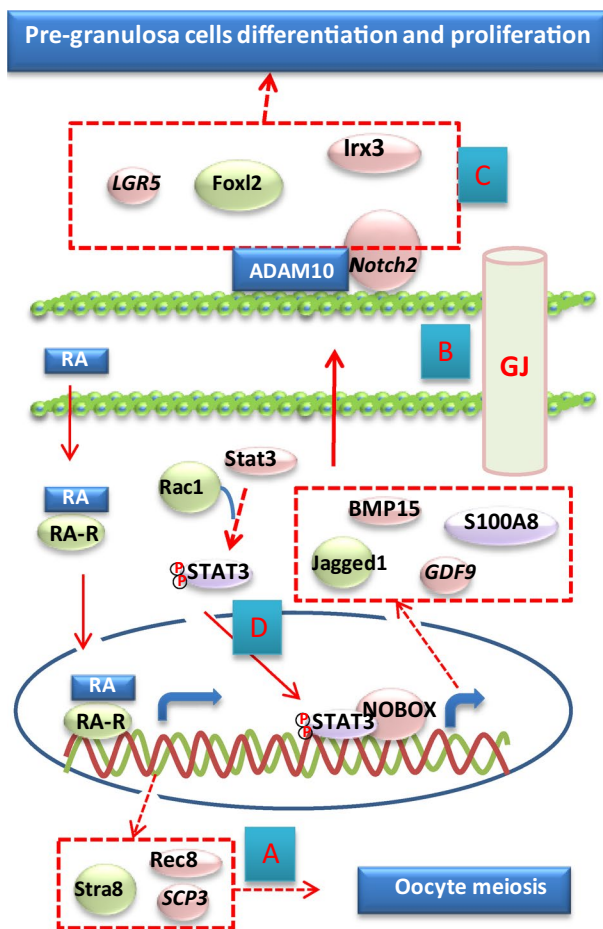 Pre-granulosa cells differentiation and proliferation
Irx3
LGR5
Foxl2
C
ADAM10
Notch2
RA
B
GJ
Stat3
Rac1
RA
RA-R
BMP15
S100A8
Jagged1
GDF9
P
P
STAT3
D
RA
RA-R
P
P
STAT3
NOBOX
Rec8
A
Stra8
SCP3
Oocyte meiosis